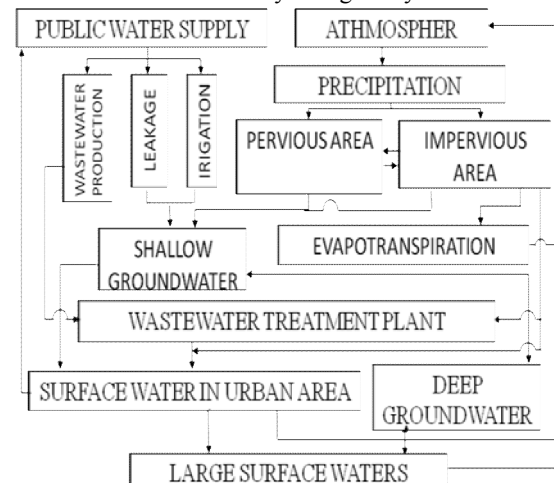 PUBLIC WATER SUPPLY
ATHMOSPHER
PRECIPITATION
WASTEWATER
PRODUCTION
LEAKAGE
IRIGATION
PERVIOUS AREA
IMPERVIOUS
AREA
SHALLOW
GROUNDWATER
EVAPOTRANSPIRATION
WASTEWATER TREATMENT PLANT
SURFACE WATER IN URBAN AREA
DEEP
GROUNDWATER
LARGE SURFACE WATERS